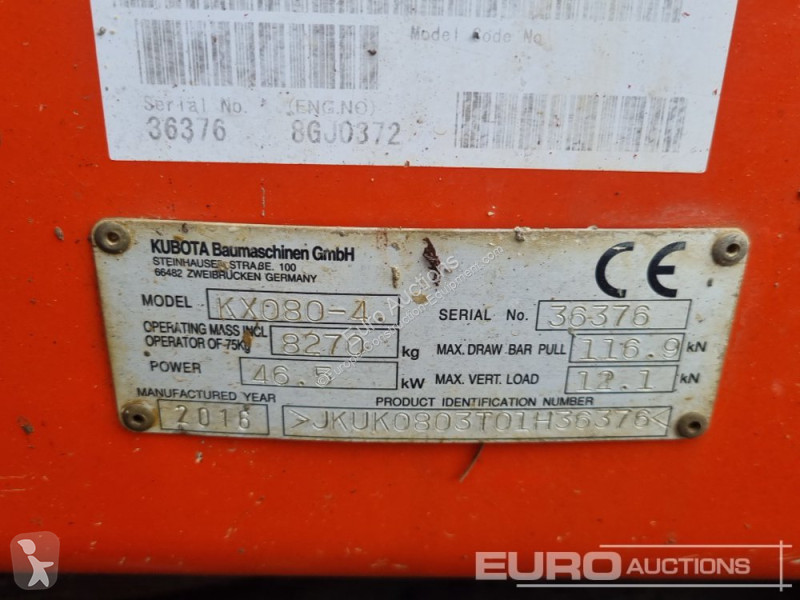 Model Code No
Serial No. (ENG.NO)
36376 8GJ0372
KUBOTA Baumaschinen GmbH
STEINHAUSER STRAßE. 100
66482 ZWEIBRÜCKEN GERMANY
CE
MODEL KX080-4 SERIAL No. 36376
OPERATING MASS INCL
OPERATOR OF 75Kg 8270 kg MAX. DRAW BAR PULL 116.9 kN
POWER 46.5 kW MAX. VERT. LOAD 12.1 kN
MANUFACTURED YEAR PRODUCT IDENTIFICATION NUMBER
2016 >JKUK0803T01H36376<
Euro Auctions
EURO AUCTIONS